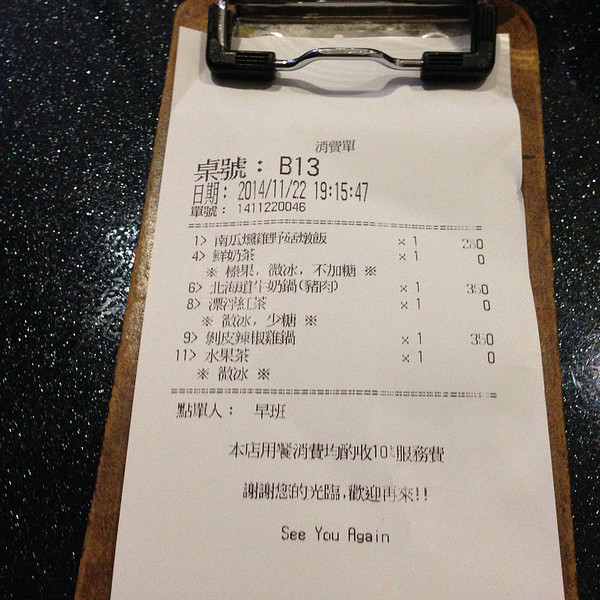 消費單
桌號： B13
日期： 2014/11/22 19:15:47
單號： 1411220046
1> 南瓜燻雞野菇燉飯 x 1 280
4> 鮮奶茶 x 1 0
※ 榛果，微冰，不加糖 ※
6> 北海道牛奶鍋(豬肉) x 1 350
8> 漂浮紅茶 x 1 0
※ 微冰，少糖 ※
9> 剝皮辣椒雞鍋 x 1 350
11> 水果茶 x 1 0
※ 微冰 ※
點單人： 早班
本店用餐消費均酌收10%服務費
謝謝您的光臨，歡迎再來!!
See You Again